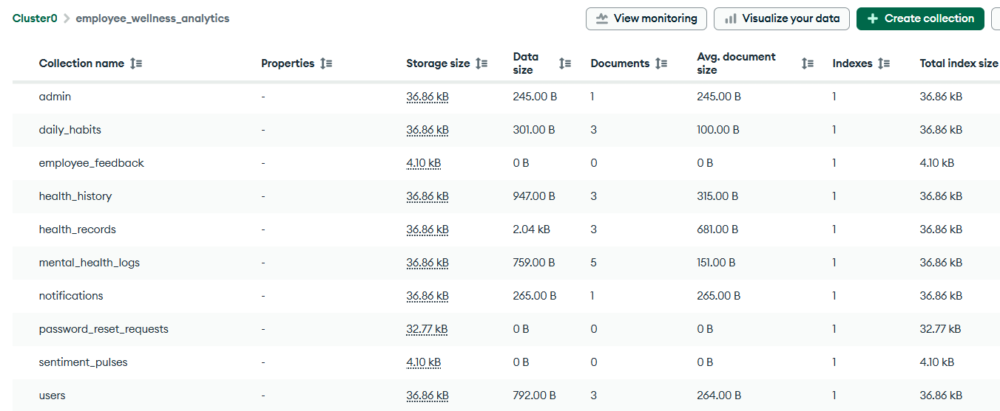 Cluster0 > employee_wellness_analytics View monitoring Visualize your data + Create collection
Collection name Properties Storage size Data size Documents Avg. document size Indexes Total index size
admin - 36.86 kB 245.00 B 1 245.00 B 1 36.86 kB
daily_habits - 36.86 kB 301.00 B 3 100.00 B 1 36.86 kB
employee_feedback - 4.10 kB 0 B 0 0 B 1 4.10 kB
health_history - 36.86 kB 947.00 B 3 315.00 B 1 36.86 kB
health_records - 36.86 kB 2.04 kB 3 681.00 B 1 36.86 kB
mental_health_logs - 36.86 kB 759.00 B 5 151.00 B 1 36.86 kB
notifications - 36.86 kB 265.00 B 1 265.00 B 1 36.86 kB
password_reset_requests - 32.77 kB 0 B 0 0 B 1 32.77 kB
sentiment_pulses - 4.10 kB 0 B 0 0 B 1 4.10 kB
users - 36.86 kB 792.00 B 3 264.00 B 1 36.86 kB